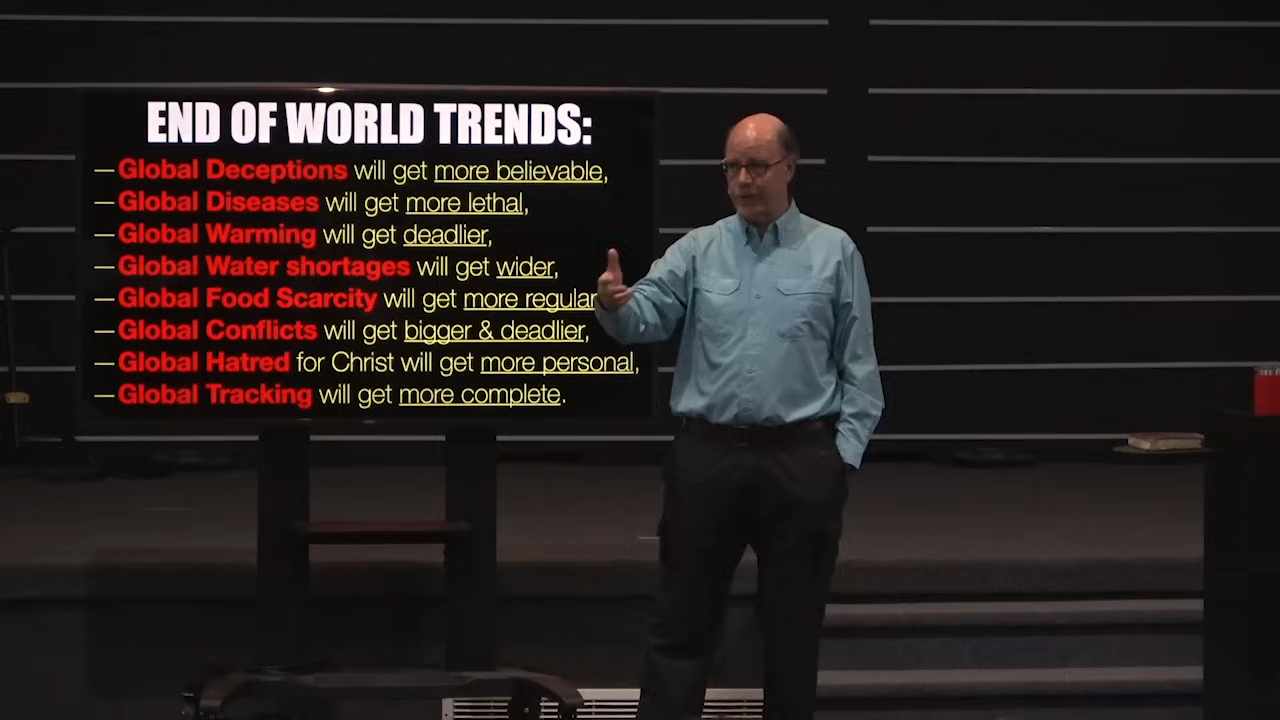 END OF WORLD TRENDS:
– Global Deceptions will get more believable,
– Global Diseases will get more lethal,
– Global Warming will get deadlier,
– Global Water shortages will get wider,
– Global Food Scarcity will get more regular
– Global Conflicts will get bigger & deadlier,
– Global Hatred for Christ will get more personal,
– Global Tracking will get more complete.